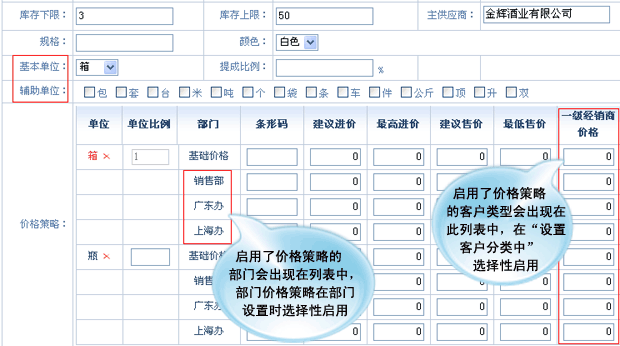 库存下限： 3 库存上限： 50 主供应商： 金辉酒业有限公司
规格： 颜色： 白色
基本单位： 箱 提成比例： %
辅助单位： 包 套 台 米 吨 个 袋 条 车 件 公斤 顶 升 双
单位 单位比例 部门 条形码 建议进价 最高进价 建议售价 最低售价 一级经销商
价格
箱 × 1 基础价格 0 0 0 0 0
销售部 0 0 0
广东办 0 0 0
价格策略： 上海办 0
瓶 × 基础价格 0
销售 0 0
广东办 0 0 0
上海办 0 0 0 0 0
启用了价格策略的
部门会出现在列表中，
部门价格策略在部门
设置时选择性启用
启用了价格策略
的客户类型会出现在
此列表中，在“设置
客户分类中”
选择性启用